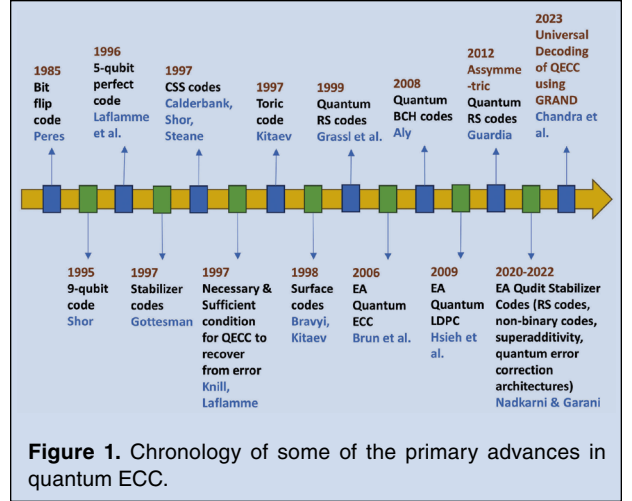 1985
Bit
flip
code
Peres
1996
5-qubit
perfect
code
Laflamme
et al.
1997
CSS codes
Calderbank,
Shor,
Steane
1997
Toric
code
Kitaev
1999
Quantum
RS codes
Grassl et al.
2008
Quantum
BCH codes
Aly
2012
Assymme
-tric
Quantum
RS codes
Guardia
2023
Universal
Decoding
of QECC
using
GRAND
Chandra et
al.
1995
9-qubit
code
Shor
1997
Stabilizer
codes
Gottesman
1997
Necessary &
Sufficient
condition
for QECC to
recover
from error
Knill,
Laflamme
1998
Surface
codes
Bravyi,
Kitaev
2006
EA
Quantum
ECC
Brun et al.
2009
EA
Quantum
LDPC
Hsieh et
al.
2020-2022
EA Qudit Stabilizer
Codes (RS codes,
non-binary codes,
superadditivity,
quantum error
correction
architectures)
Nadkarni & Garani
Figure 1. Chronology of some of the primary advances in
quantum ECC.